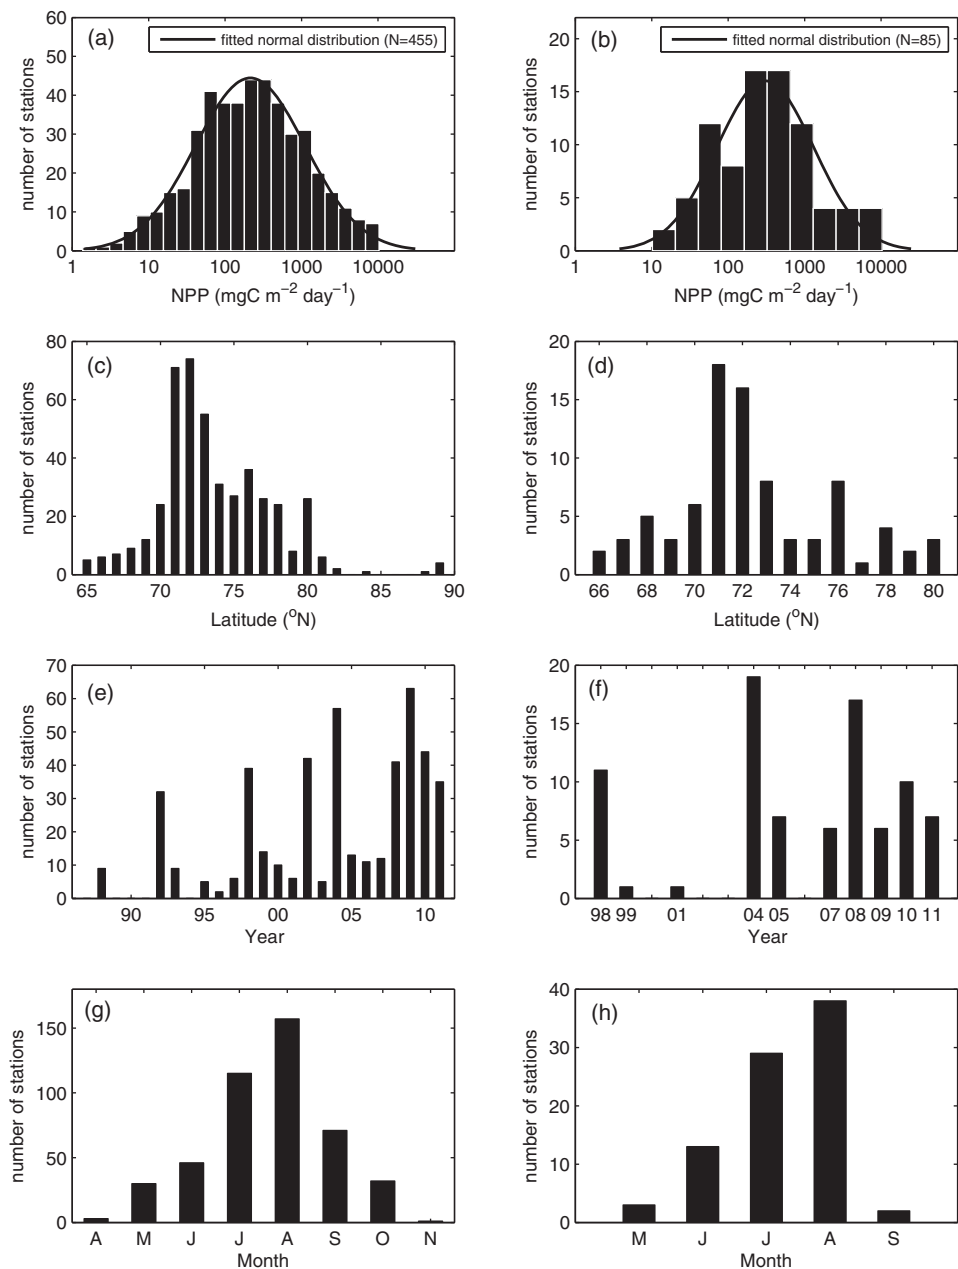 (a)
fitted normal distribution (N=455)
number of stations
60
50
40
30
20
10
0
1 10 100 1000 10000
NPP (mgC m−2 day−1)
(b)
fitted normal distribution (N=85)
number of stations
20
15
10
5
0
1 10 100 1000 10000
NPP (mgC m−2 day−1)
(c)
number of stations
80
60
40
20
0
65 70 75 80 85 90
Latitude (oN)
(d)
number of stations
20
15
10
5
0
66 68 70 72 74 76 78 80
Latitude (oN)
(e)
number of stations
70
60
50
40
30
20
10
0
90 95 00 05 10
Year
(f)
number of stations
20
15
10
5
0
98 99 01 04 05 07 08 09 10 11
Year
(g)
number of stations
150
100
50
0
A M J J A S O N
Month
(h)
number of stations
40
30
20
10
0
M J J A S
Month